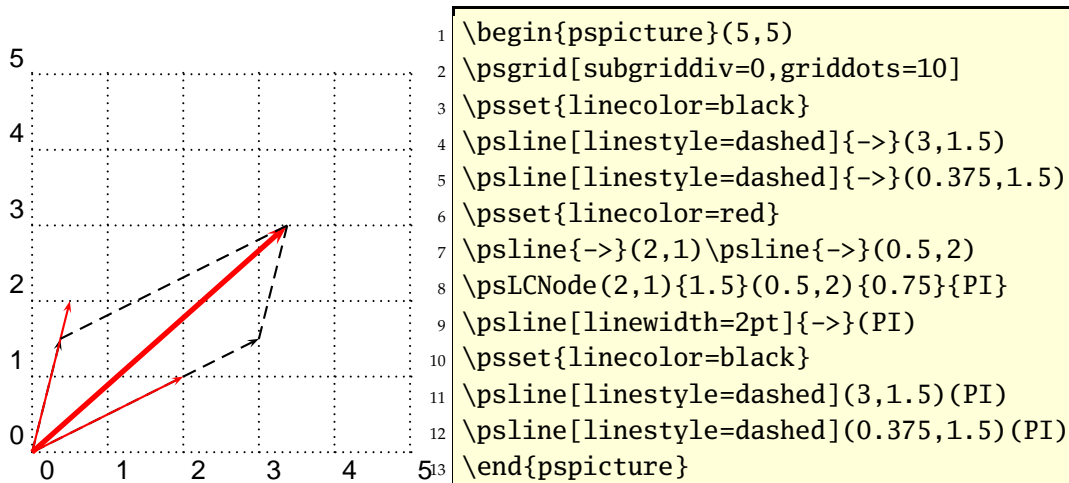 5
4
3
2
1
0
0 1 2 3 4 5
1 \begin{pspicture}(5,5)
2 \psgrid[subgriddiv=0,griddots=10]
3 \psset{linecolor=black}
4 \psline[linestyle=dashed]{->}(3,1.5)
5 \psline[linestyle=dashed]{->}(0.375,1.5)
6 \psset{linecolor=red}
7 \psline{->}(2,1)\psline{->}(0.5,2)
8 \psLCNode(2,1){1.5}(0.5,2){0.75}{PI}
9 \psline[linewidth=2pt]{->}(PI)
10 \psset{linecolor=black}
11 \psline[linestyle=dashed](3,1.5)(PI)
12 \psline[linestyle=dashed](0.375,1.5)(PI)
13 \end{pspicture}